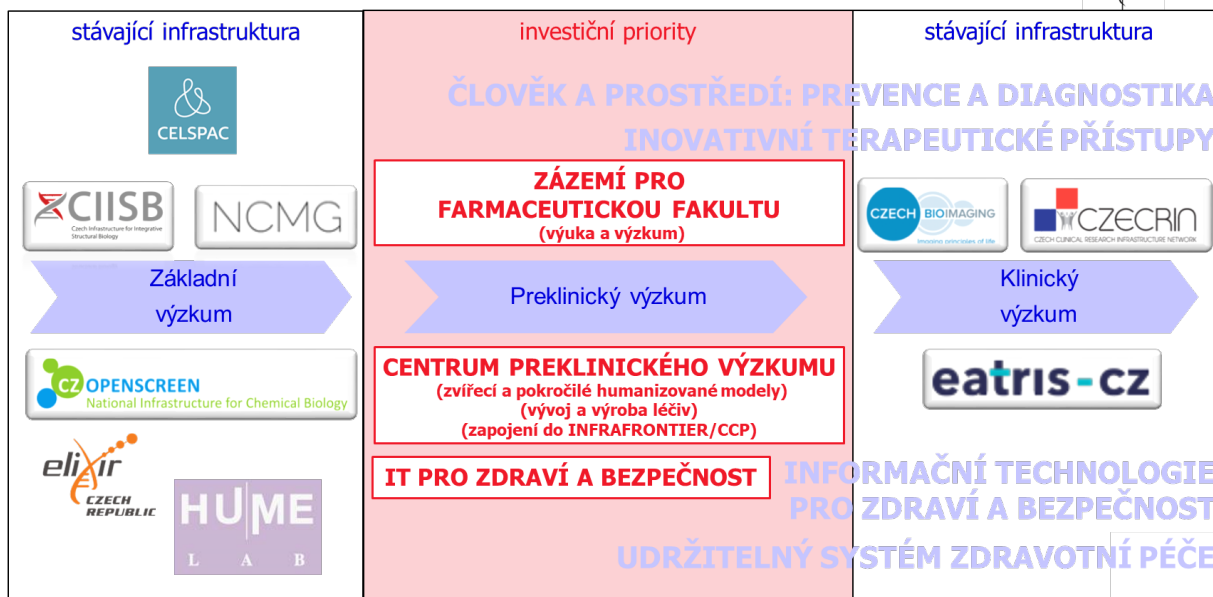 stávající infrastruktura
investiční priority
stávající infrastruktura
CELSPAC
ČLOVĚK A PROSTŘEDÍ: PREVENCE A DIAGNOSTIKA
INOVATIVNÍ TERAPEUTICKÉ PŘÍSTUPY
CIISB
Czech Infrastructure for Integrative
Structural Biology
NCMG
ZÁZEMÍ PRO
FARMACEUTICKOU FAKULTU
(výuka a výzkum)
CZECH BIOIMAGING
Imaging principles of life
CZECRIN
CZECH CLINICAL RESEARCH INFRASTRUCTURE NETWORK
Základní
výzkum
Preklinický výzkum
Klinický
výzkum
CZ OPENSCREEN
National Infrastructure for Chemical Biology
CENTRUM PREKLINICKÉHO VÝZKUMU
(zvířecí a pokročilé humanizované modely)
(vývoj a výroba léčiv)
(zapojení do INFRAFRONTIER/CCP)
eatris-cz
elixir
CZECH
REPUBLIC
HUME
LAB
IT PRO ZDRAVÍ A BEZPEČNOST
INFORMAČNÍ TECHNOLOGIE
PRO ZDRAVÍ A BEZPEČNOST
UDRŽITELNÝ SYSTÉM ZDRAVOTNÍ PÉČE